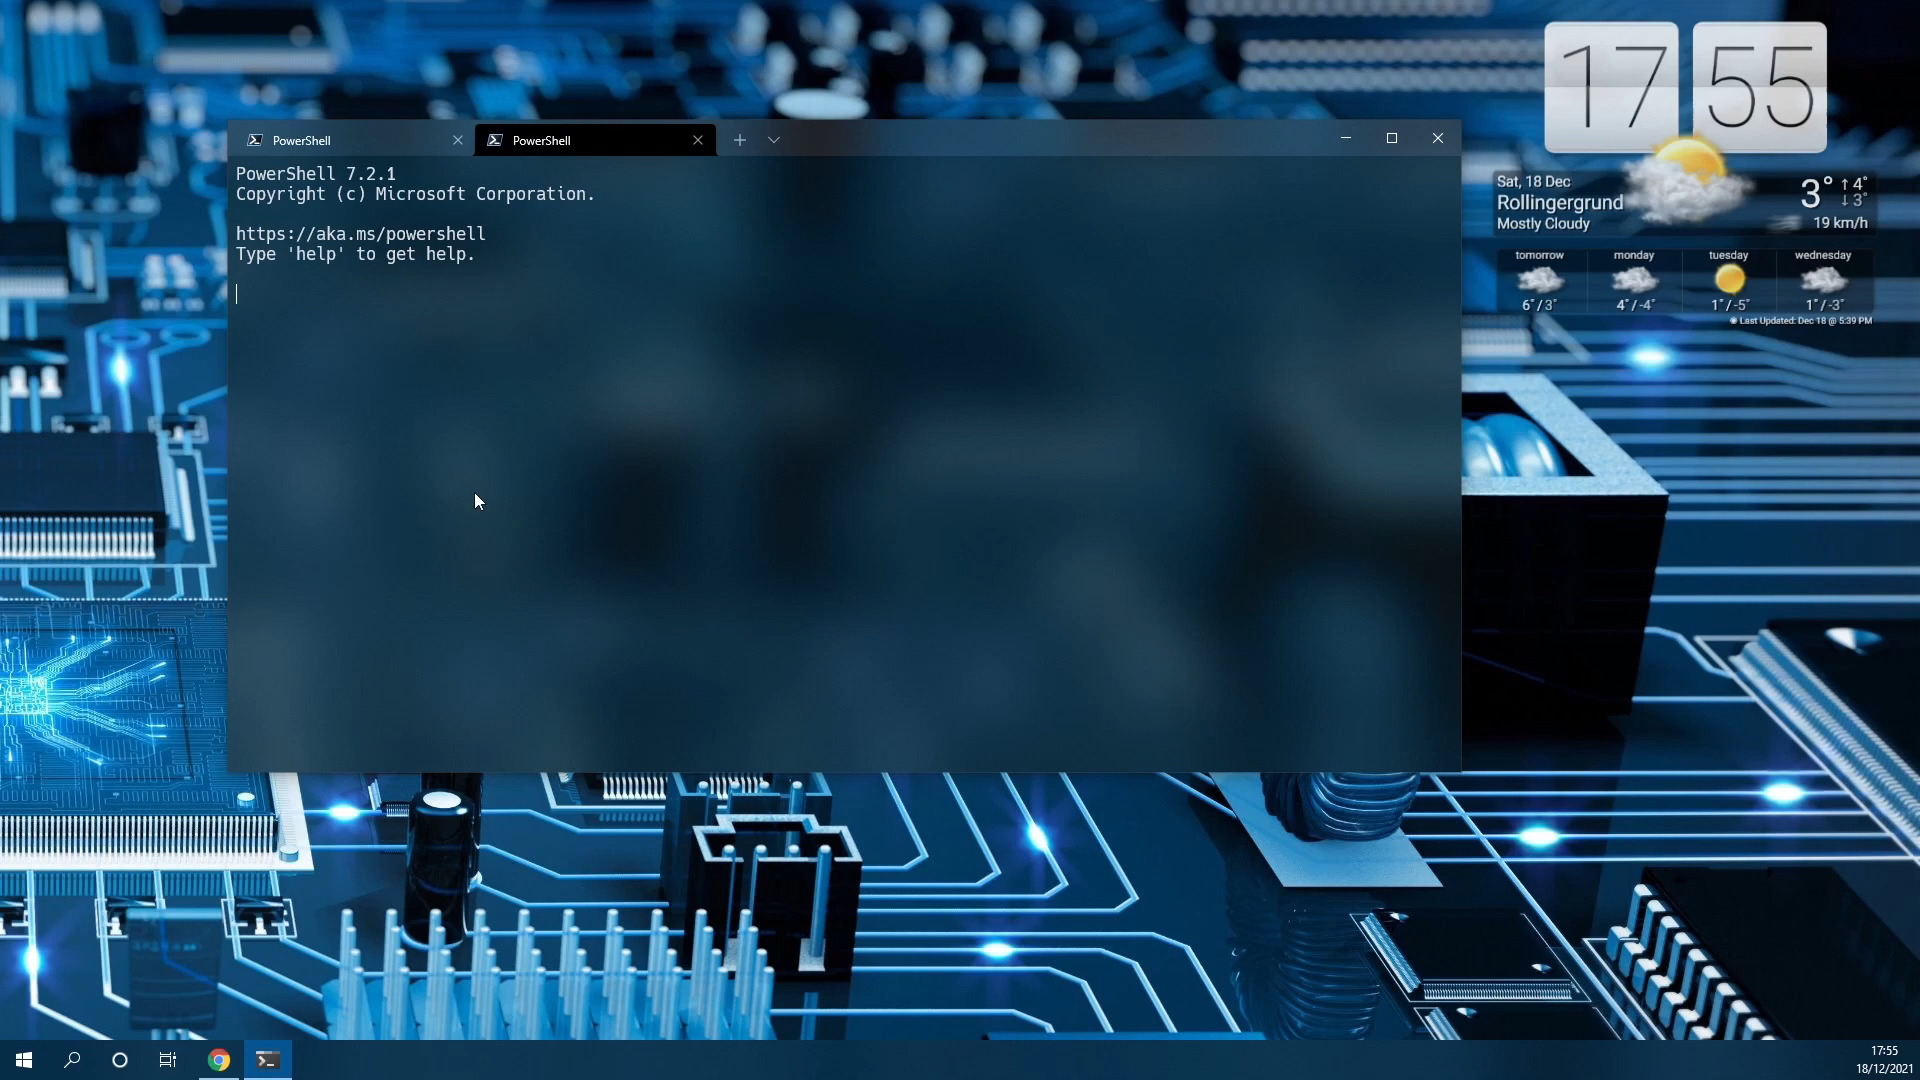 17 55
PowerShell
PowerShell
PowerShell 7.2.1
Copyright (c) Microsoft Corporation.
https://aka.ms/powershell
Type 'help' to get help.
Sat, 18 Dec
Rollingergrund
Mostly Cloudy
3° ↑ 4°
↓ 3°
19 km/h
tomorrow monday tuesday wednesday
6°/3° 4°/-4° 1°/-5° 1°/-3°
Last Updated: Dec 18 @ 5:39 PM
17:55
18/12/2021